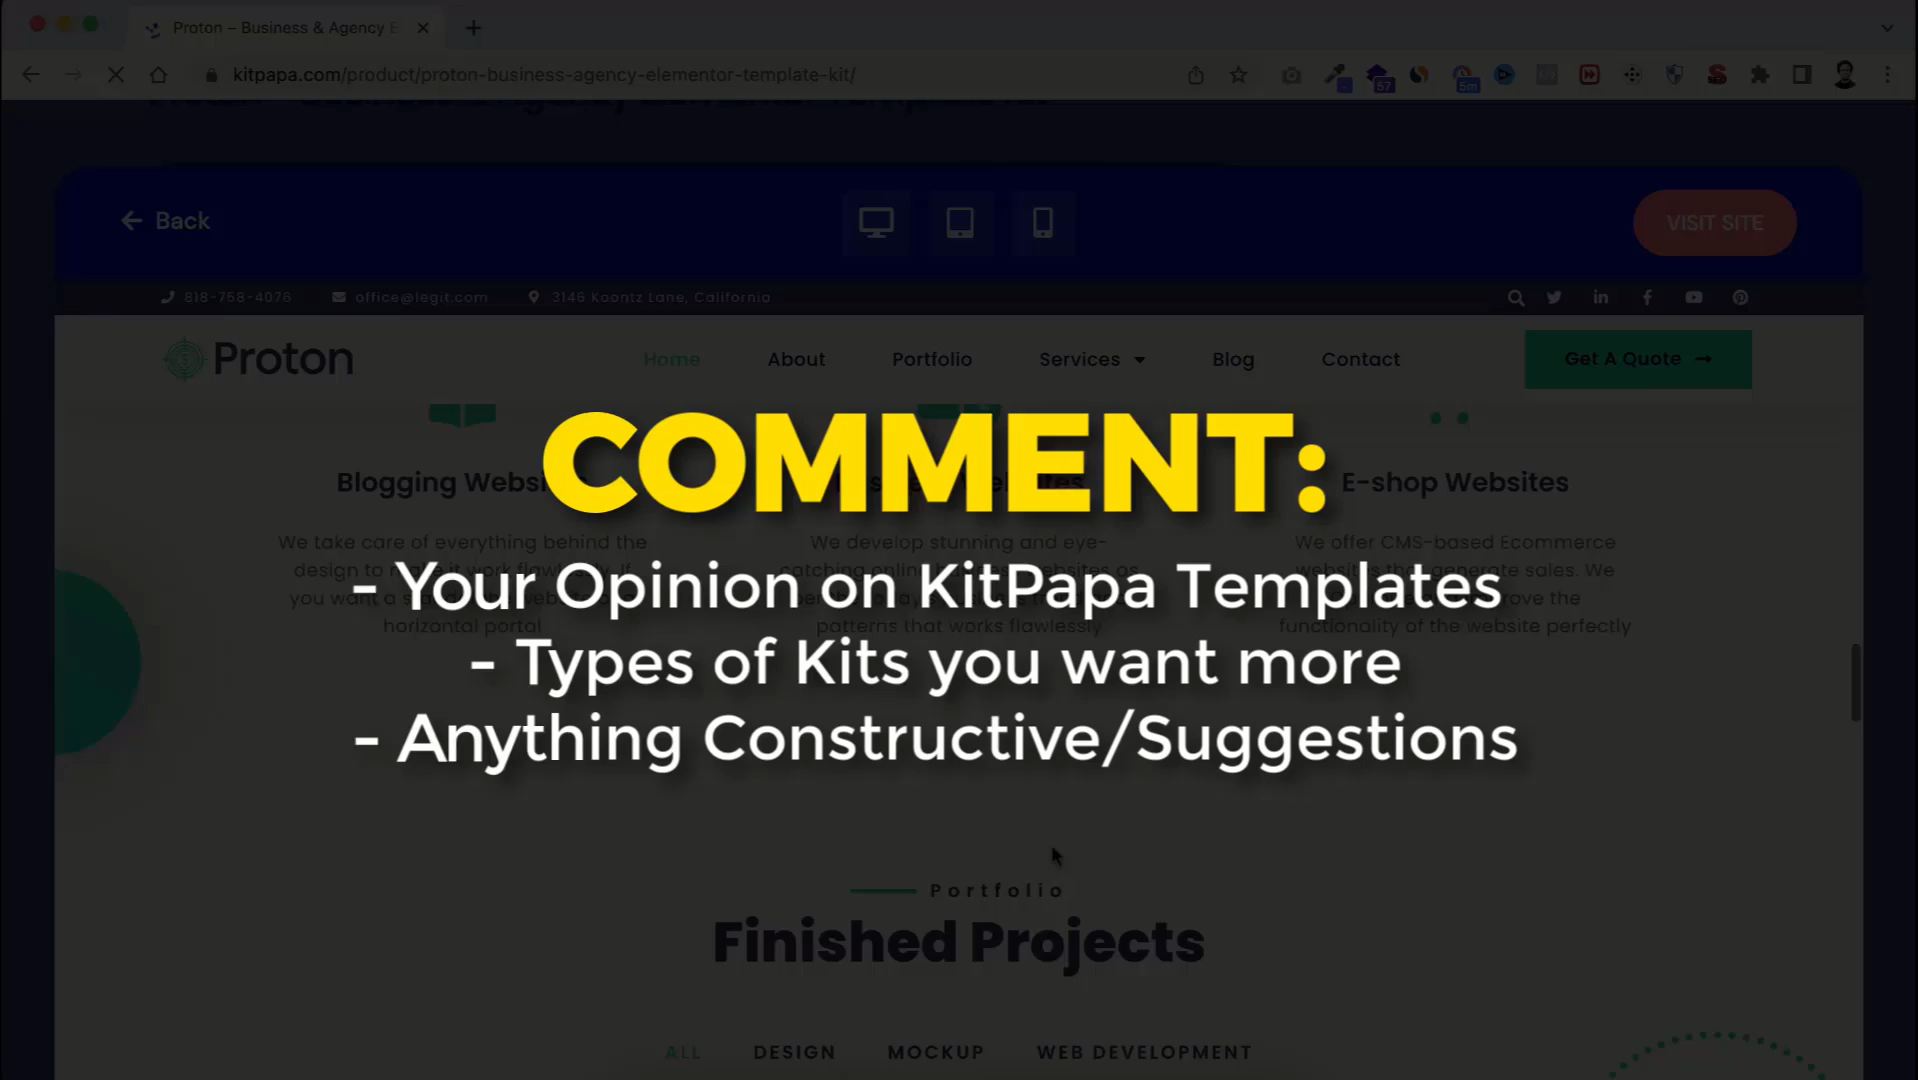 Proton – Business & Agency E
kitpapa.com/product/proton-business-agency-elementor-template-kit/
57
5m
Back
VISIT SITE
818-758-4076
office@legit.com
3146 Koontz Lane, California
Proton
Home
About
Portfolio
Services
Blog
Contact
Get A Quote
COMMENT:
Blogging
E-shop Websites
We take care of everything behind the
We develop stunning and eye-
We offer CMS-based Ecommerce
- Your Opinion on KitPapa Templates
horizontal portal
patterns that works flawlessly
functionality of the website perfectly
- Types of Kits you want more
- Anything Constructive/Suggestions
Portfolio
Finished Projects
ALL
DESIGN
MOCKUP
WEB DEVELOPMENT